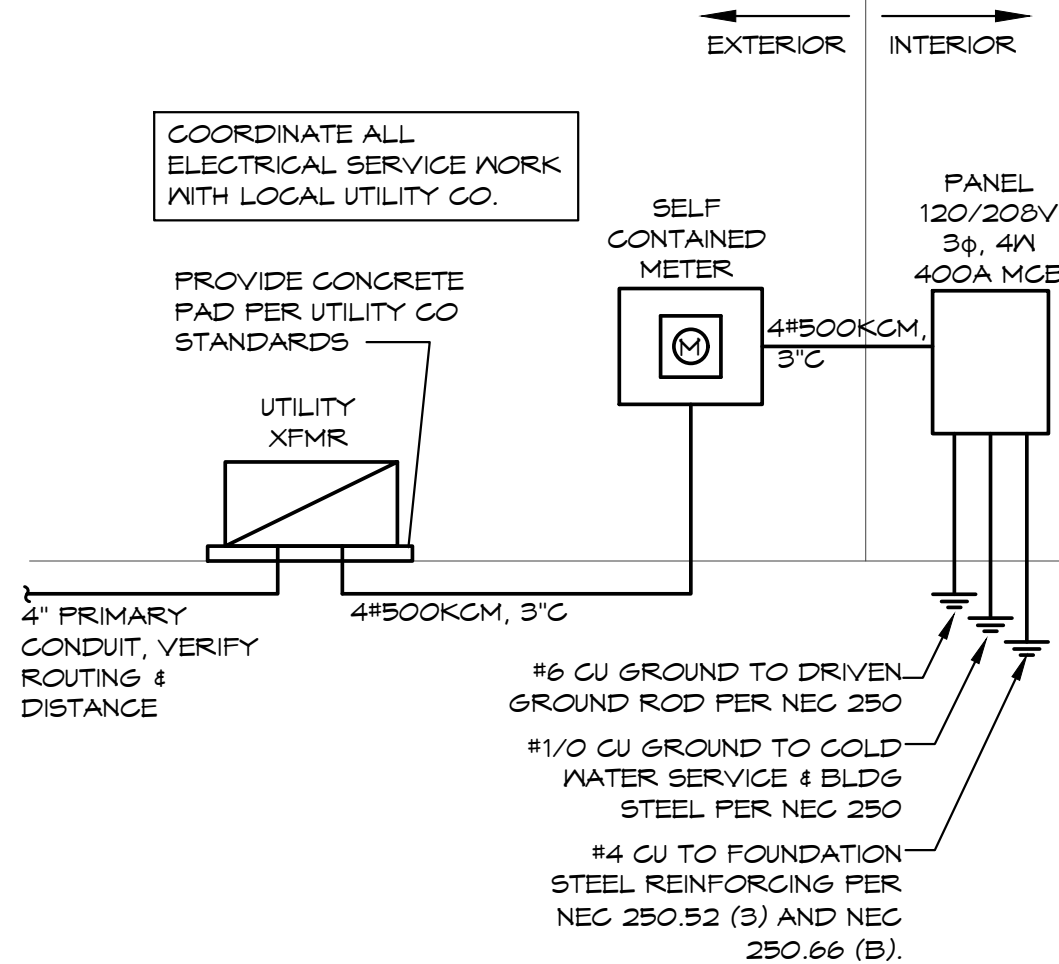 EXTERIOR
INTERIOR
COORDINATE ALL
ELECTRICAL SERVICE WORK
WITH LOCAL UTILITY CO.
PROVIDE CONCRETE
PAD PER UTILITY CO
STANDARDS
SELF
CONTAINED
METER
PANEL
120/208V
3ϕ, 4W
400A MCB
M
4#500KCM,
3"C
UTILITY
XFMR
4" PRIMARY
CONDUIT, VERIFY
ROUTING &
DISTANCE
4#500KCM, 3"C
#6 CU GROUND TO DRIVEN
GROUND ROD PER NEC 250
#1/0 CU GROUND TO COLD
WATER SERVICE & BLDG
STEEL PER NEC 250
#4 CU TO FOUNDATION
STEEL REINFORCING PER
NEC 250.52 (3) AND NEC
250.66 (B).